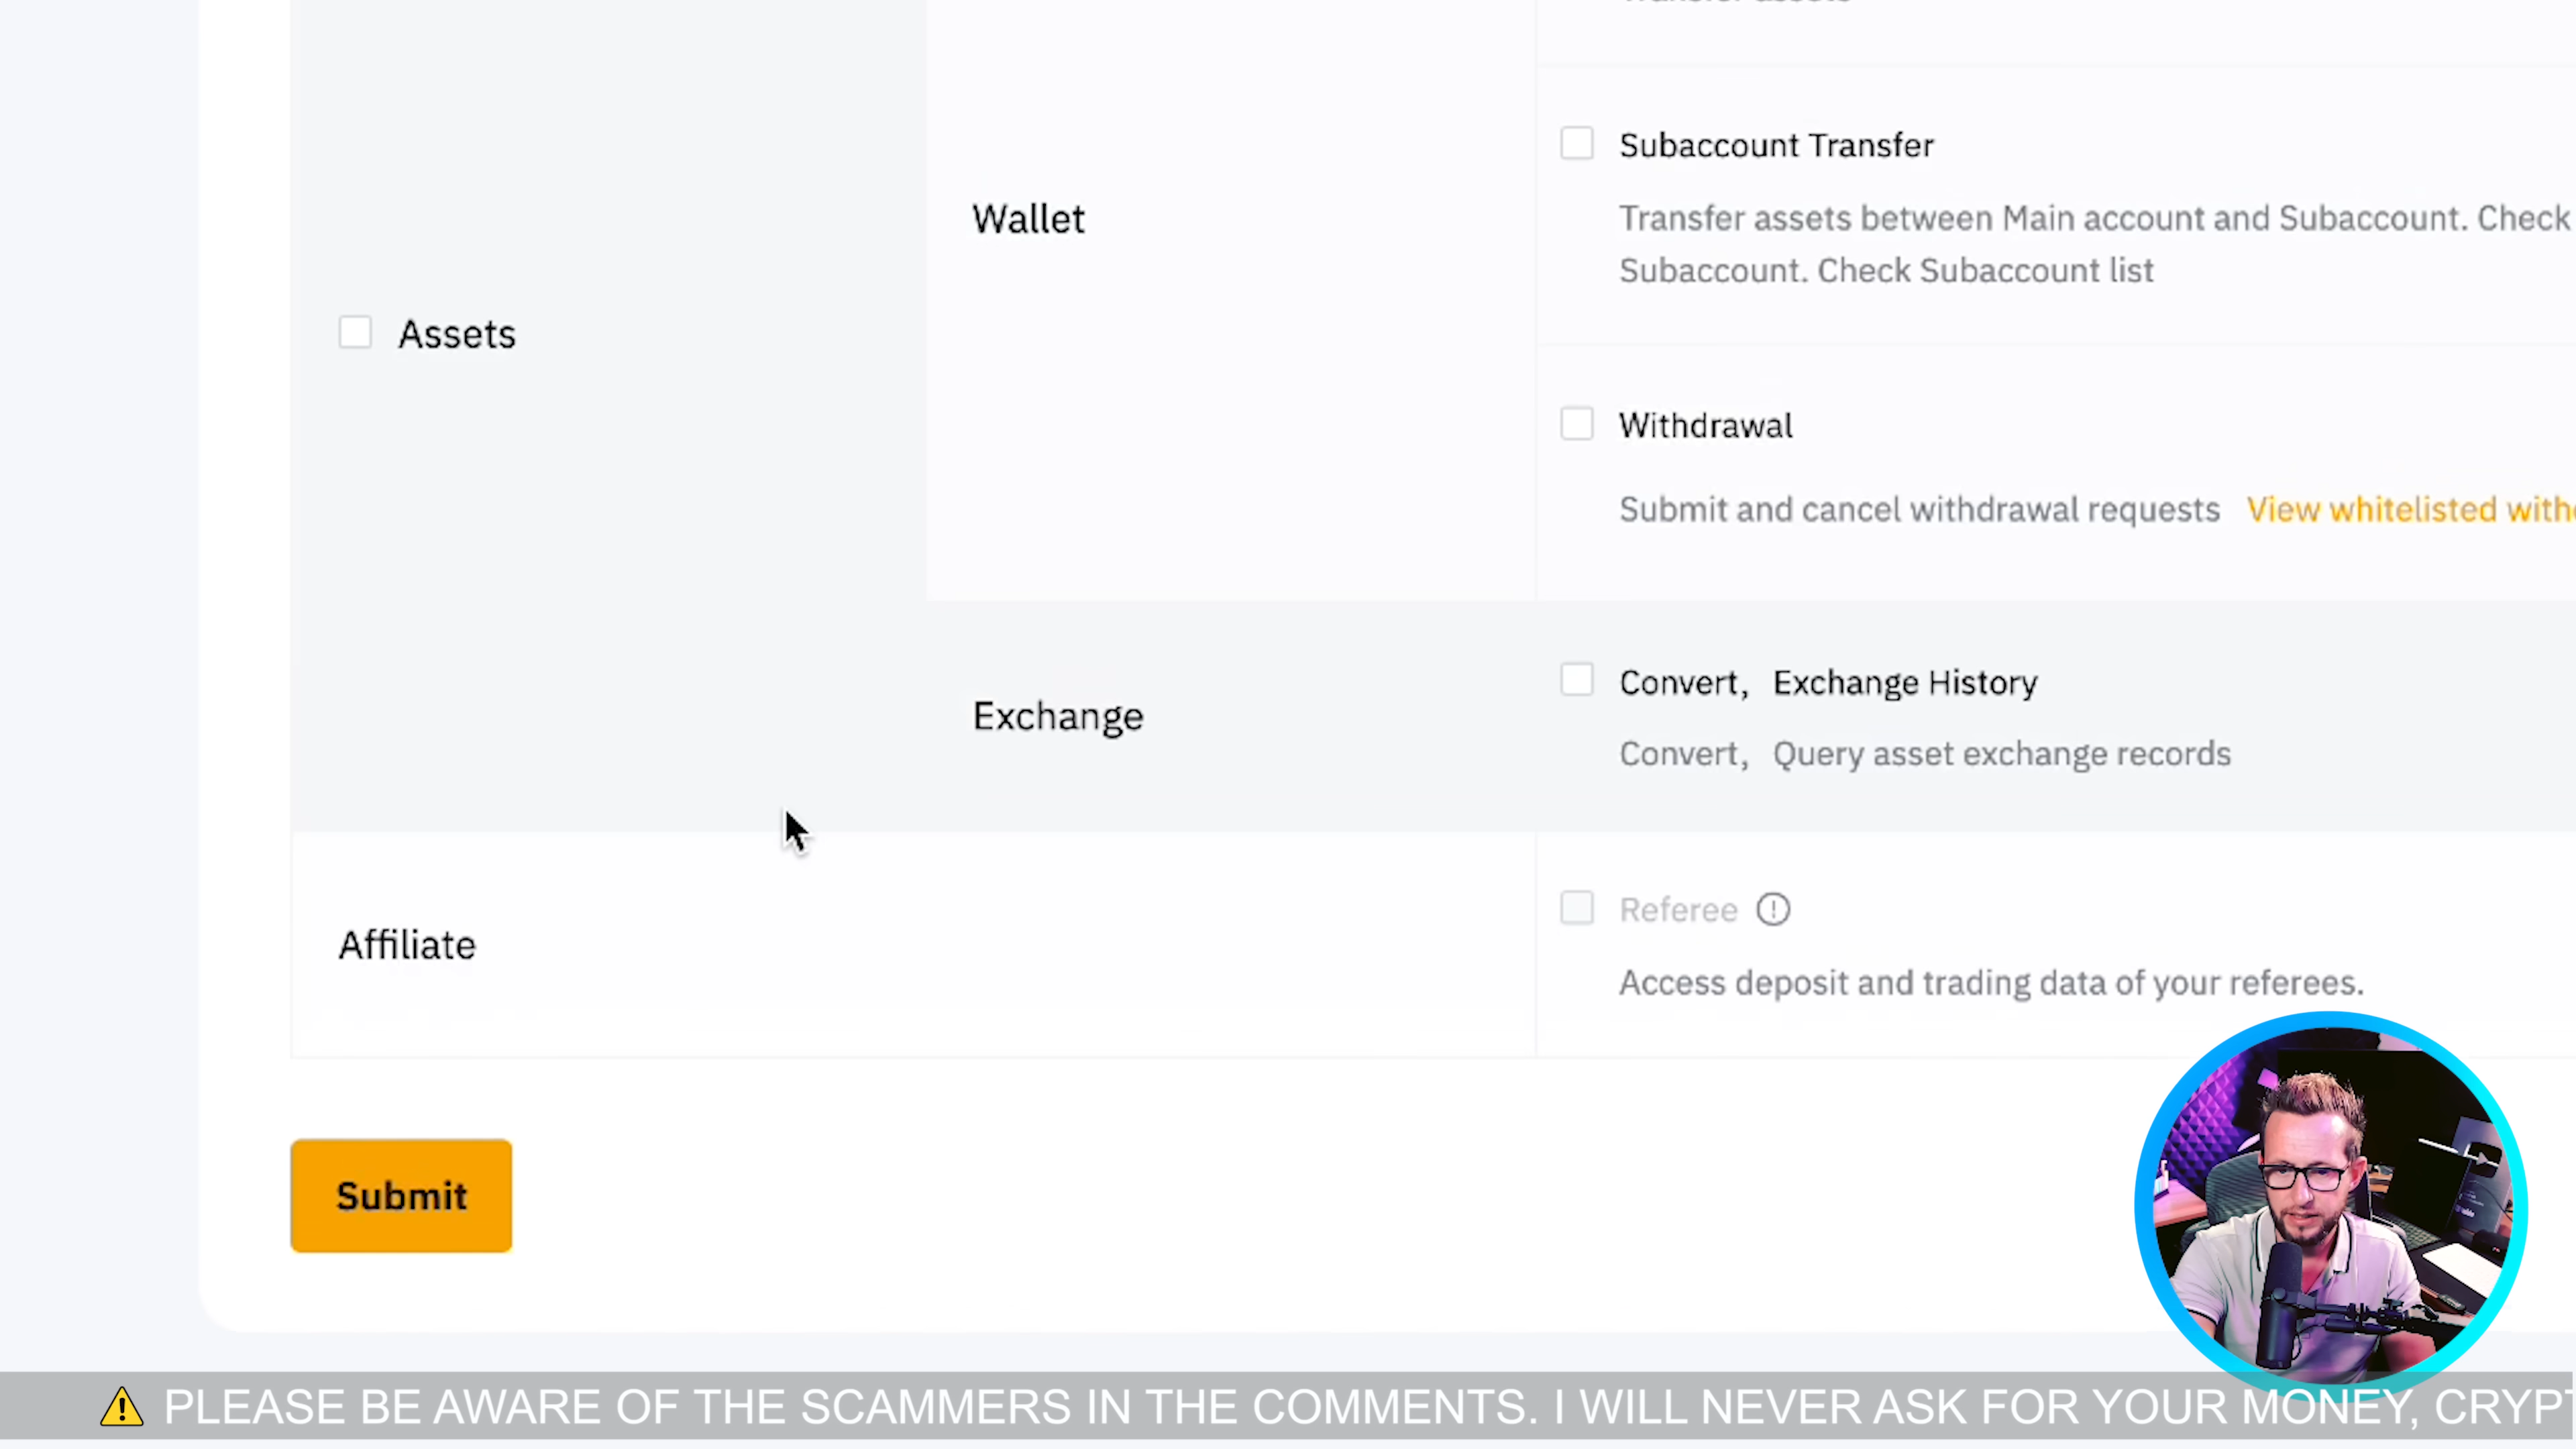 Subaccount Transfer
Transfer assets between Main account and Subaccount. Check
Subaccount. Check Subaccount list
Wallet
Assets
Withdrawal
Submit and cancel withdrawal requests View whitelisted
Convert, Exchange History
Exchange
Convert, Query asset exchange records
Referee
Affiliate
Access deposit and trading data of your referees.
Submit
⚠ PLEASE BE AWARE OF THE SCAMMERS IN THE COMMENTS. I WILL NEVER ASK FOR YOUR MONEY,